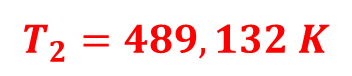 T₂ = 489,132 K